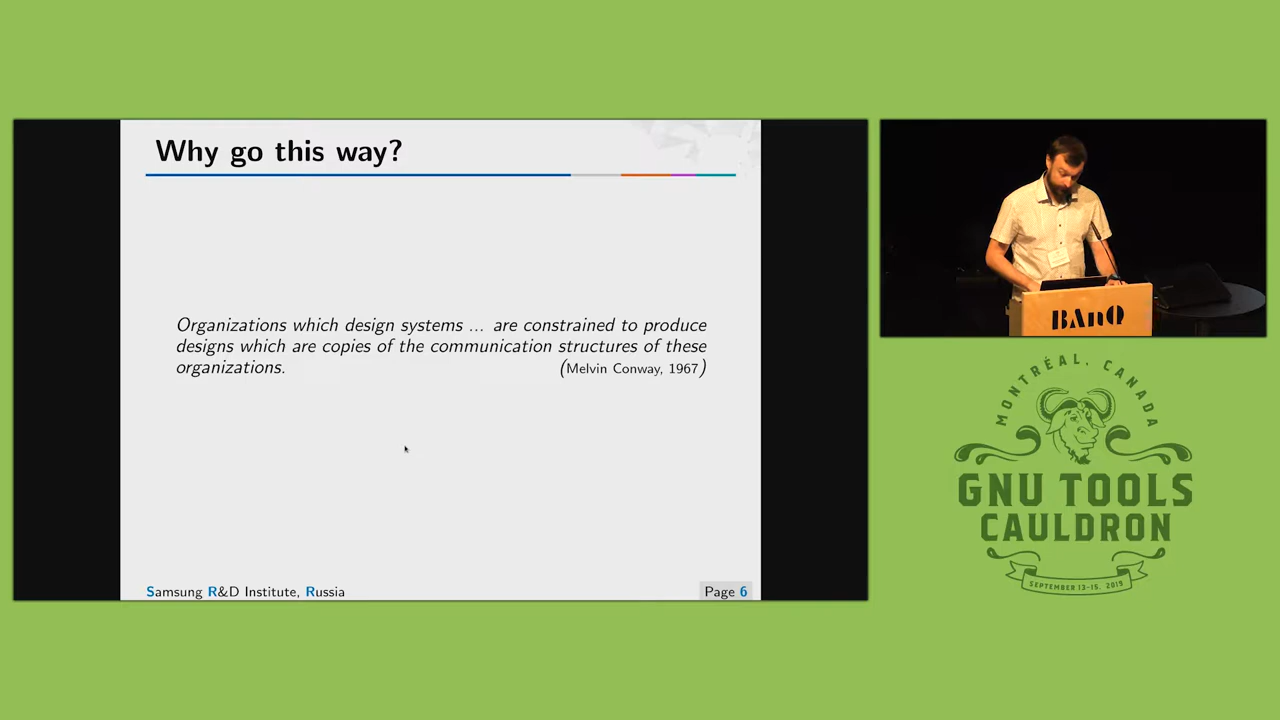 Why go this way?
Organizations which design systems ... are constrained to produce
designs which are copies of the communication structures of these
organizations. (Melvin Conway, 1967)
Samsung R&D Institute, Russia
Page 6
BAnQ
MONTRÉAL, CANADA
GNU TOOLS
CAULDRON
SEPTEMBER 13-15, 2019